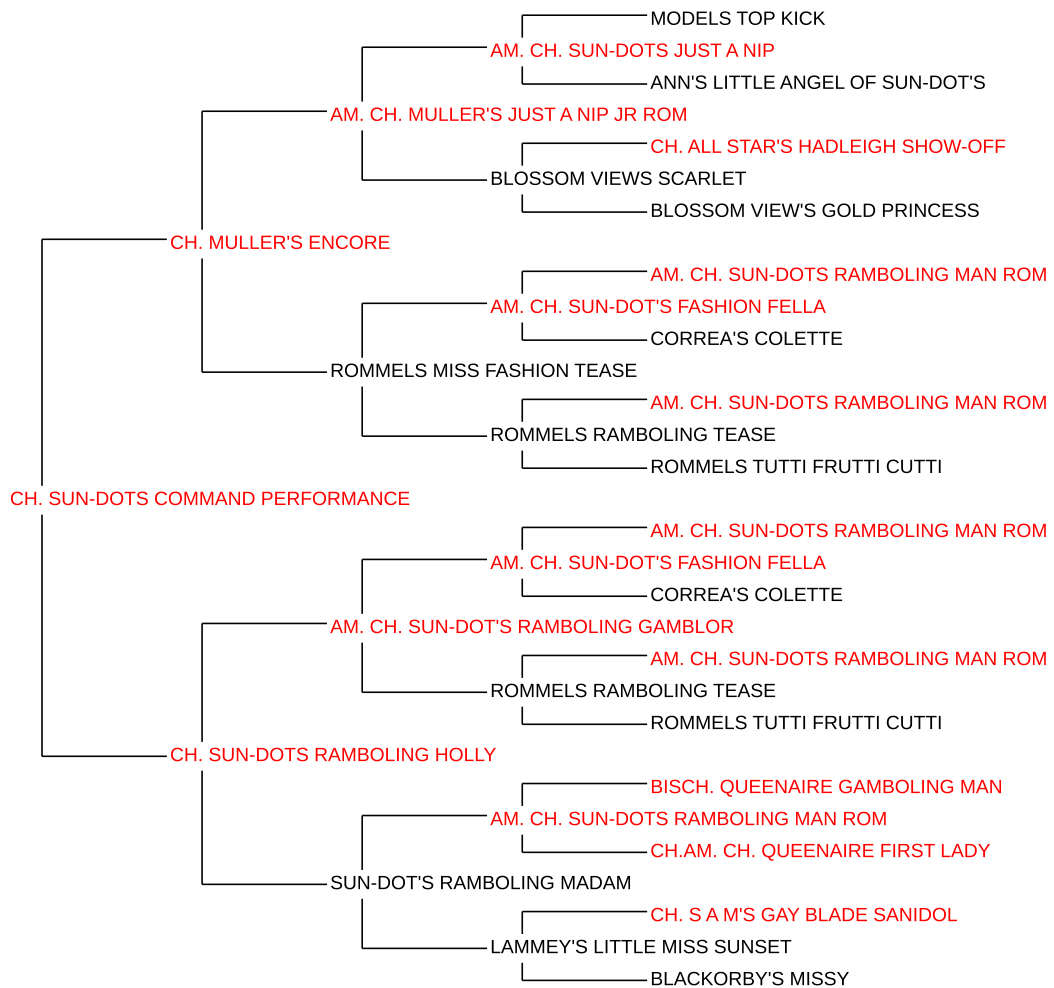 MODELS TOP KICK
AM. CH. SUN-DOTS JUST A NIP
ANN'S LITTLE ANGEL OF SUN-DOT'S
AM. CH. MULLER'S JUST A NIP JR ROM
CH. ALL STAR'S HADLEIGH SHOW-OFF
BLOSSOM VIEWS SCARLET
BLOSSOM VIEW'S GOLD PRINCESS
CH. MULLER'S ENCORE
AM. CH. SUN-DOTS RAMBOLING MAN ROM
AM. CH. SUN-DOT'S FASHION FELLA
CORREA'S COLETTE
ROMMELS MISS FASHION TEASE
AM. CH. SUN-DOTS RAMBOLING MAN ROM
ROMMELS RAMBOLING TEASE
ROMMELS TUTTI FRUTTI CUTTI
CH. SUN-DOTS COMMAND PERFORMANCE
AM. CH. SUN-DOTS RAMBOLING MAN ROM
AM. CH. SUN-DOT'S FASHION FELLA
CORREA'S COLETTE
AM. CH. SUN-DOT'S RAMBOLING GAMBLOR
AM. CH. SUN-DOTS RAMBOLING MAN ROM
ROMMELS RAMBOLING TEASE
ROMMELS TUTTI FRUTTI CUTTI
CH. SUN-DOTS RAMBOLING HOLLY
BISCH. QUEENAIRE GAMBOLING MAN
AM. CH. SUN-DOTS RAMBOLING MAN ROM
CH.AM. CH. QUEENAIRE FIRST LADY
SUN-DOT'S RAMBOLING MADAM
CH. S A M'S GAY BLADE SANIDOL
LAMMEY'S LITTLE MISS SUNSET
BLACKORBY'S MISSY